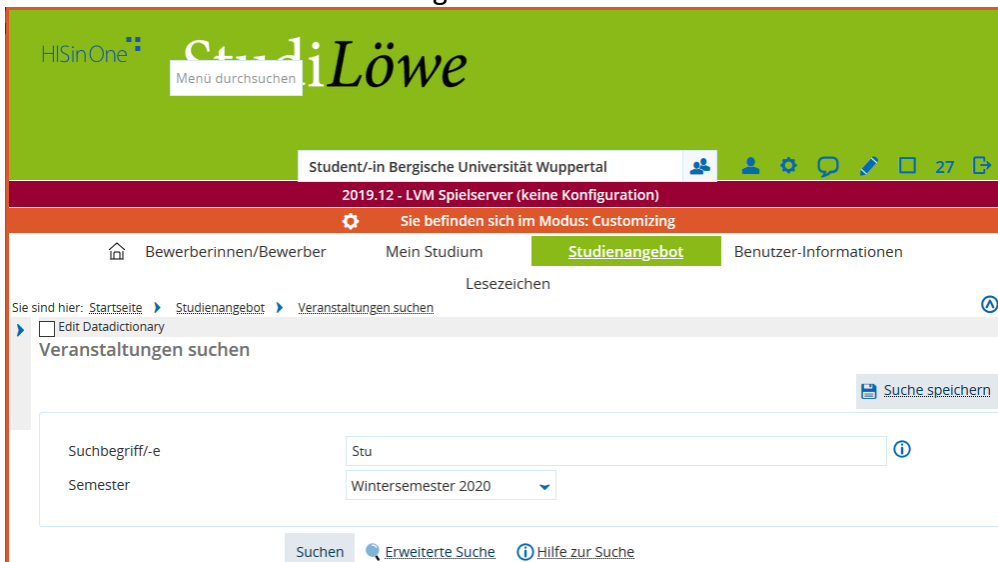 HISinOne
StudiLöwe
Menü durchsuchen
Student/-in Bergische Universität Wuppertal
27
2019.12 - LVM Spielserver (keine Konfiguration)
Sie befinden sich im Modus: Customizing
Bewerberinnen/Bewerber Mein Studium Studienangebot Benutzer-Informationen
Lesezeichen
Sie sind hier: Startseite Studienangebot Veranstaltungen suchen
Edit Datadictionary
Veranstaltungen suchen
Suche speichern
Suchbegriff/-e Stu
Semester Wintersemester 2020
Suchen Erweiterte Suche Hilfe zur Suche